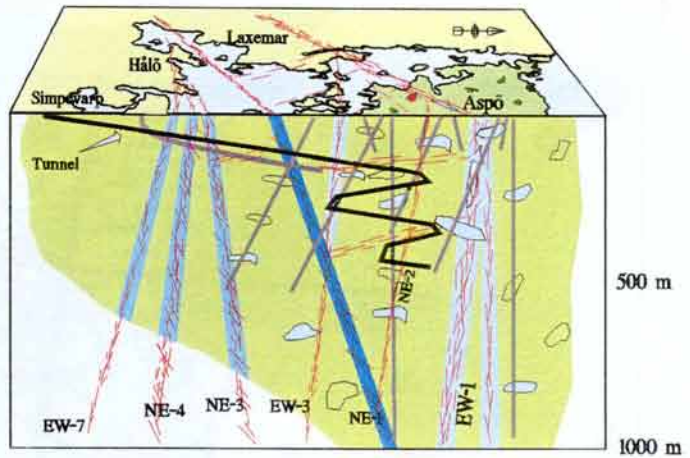 Laxemar
Hålö
Simpevarp
Äspö
Tunnel
500 m
NE-2
EW-7
NE-4
NE-3
EW-3
NE-1
EW-1
1000 m